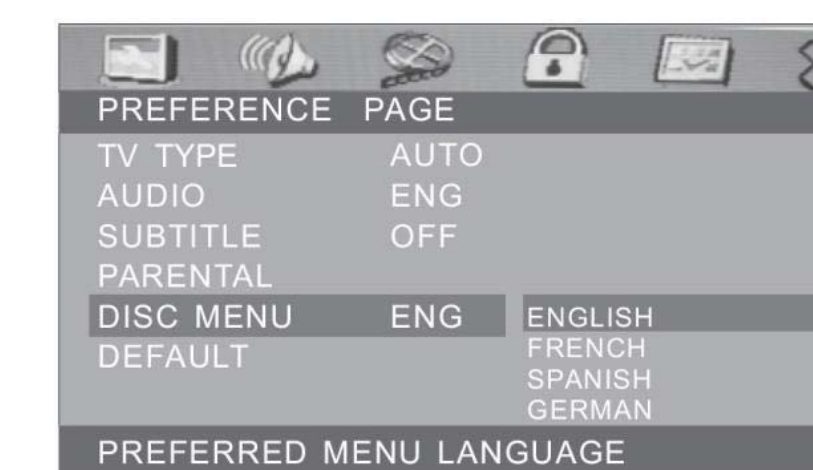 PREFERENCE PAGE
TV TYPE AUTO
AUDIO ENG
SUBTITLE OFF
PARENTAL
DISC MENU ENG ENGLISH
DEFAULT FRENCH
SPANISH
GERMAN
PREFERRED MENU LANGUAGE